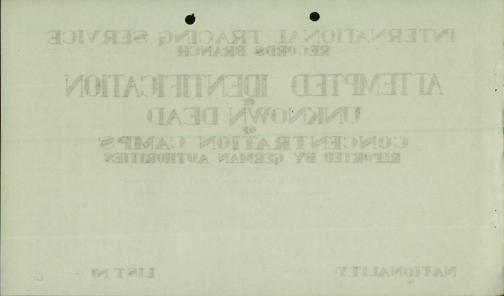 INTERNATIONAL TRACING SERVICE
RECORDS BRANCH
ATTEMPTED IDENTIFICATION
OF
UNKNOWN DEAD
OF
CONCENTRATION CAMPS
REPORTED BY GERMAN AUTHORITIES
NATIONALITY
LIST No